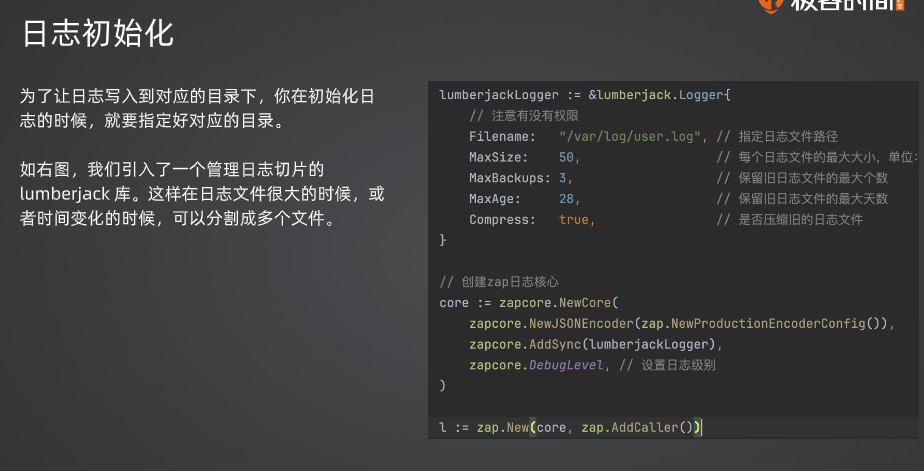 极客时间
日志初始化
为了让日志写入到对应的目录下，你在初始化日
志的时候，就要指定好对应的目录。
如右图，我们引入了一个管理日志切片的
lumberjack 库。这样在日志文件很大的时候，或
者时间变化的时候，可以分割成多个文件。
lumberjackLogger := &lumberjack.Logger{
// 注意有没有权限
Filename: "/var/log/user.log", // 指定日志文件路径
MaxSize: 50, // 每个日志文件的最大大小，单位：
MaxBackups: 3, // 保留旧日志文件的最大个数
MaxAge: 28, // 保留旧日志文件的最大天数
Compress: true, // 是否压缩旧的日志文件
}
// 创建zap日志核心
core := zapcore.NewCore(
zapcore.NewJSONEncoder(zap.NewProductionEncoderConfig()),
zapcore.AddSync(lumberjackLogger),
zapcore.DebugLevel, // 设置日志级别
)
l := zap.New(core, zap.AddCaller())